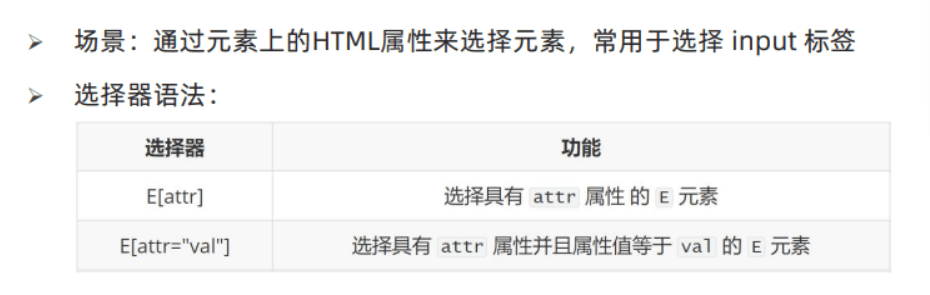 ➢ 场景：通过元素上的HTML属性来选择元素，常用于选择 input 标签
➢ 选择器语法：
选择器 功能
E[attr] 选择具有 attr 属性的 E 元素
E[attr="val"] 选择具有 attr 属性并且属性值等于 val 的 E 元素